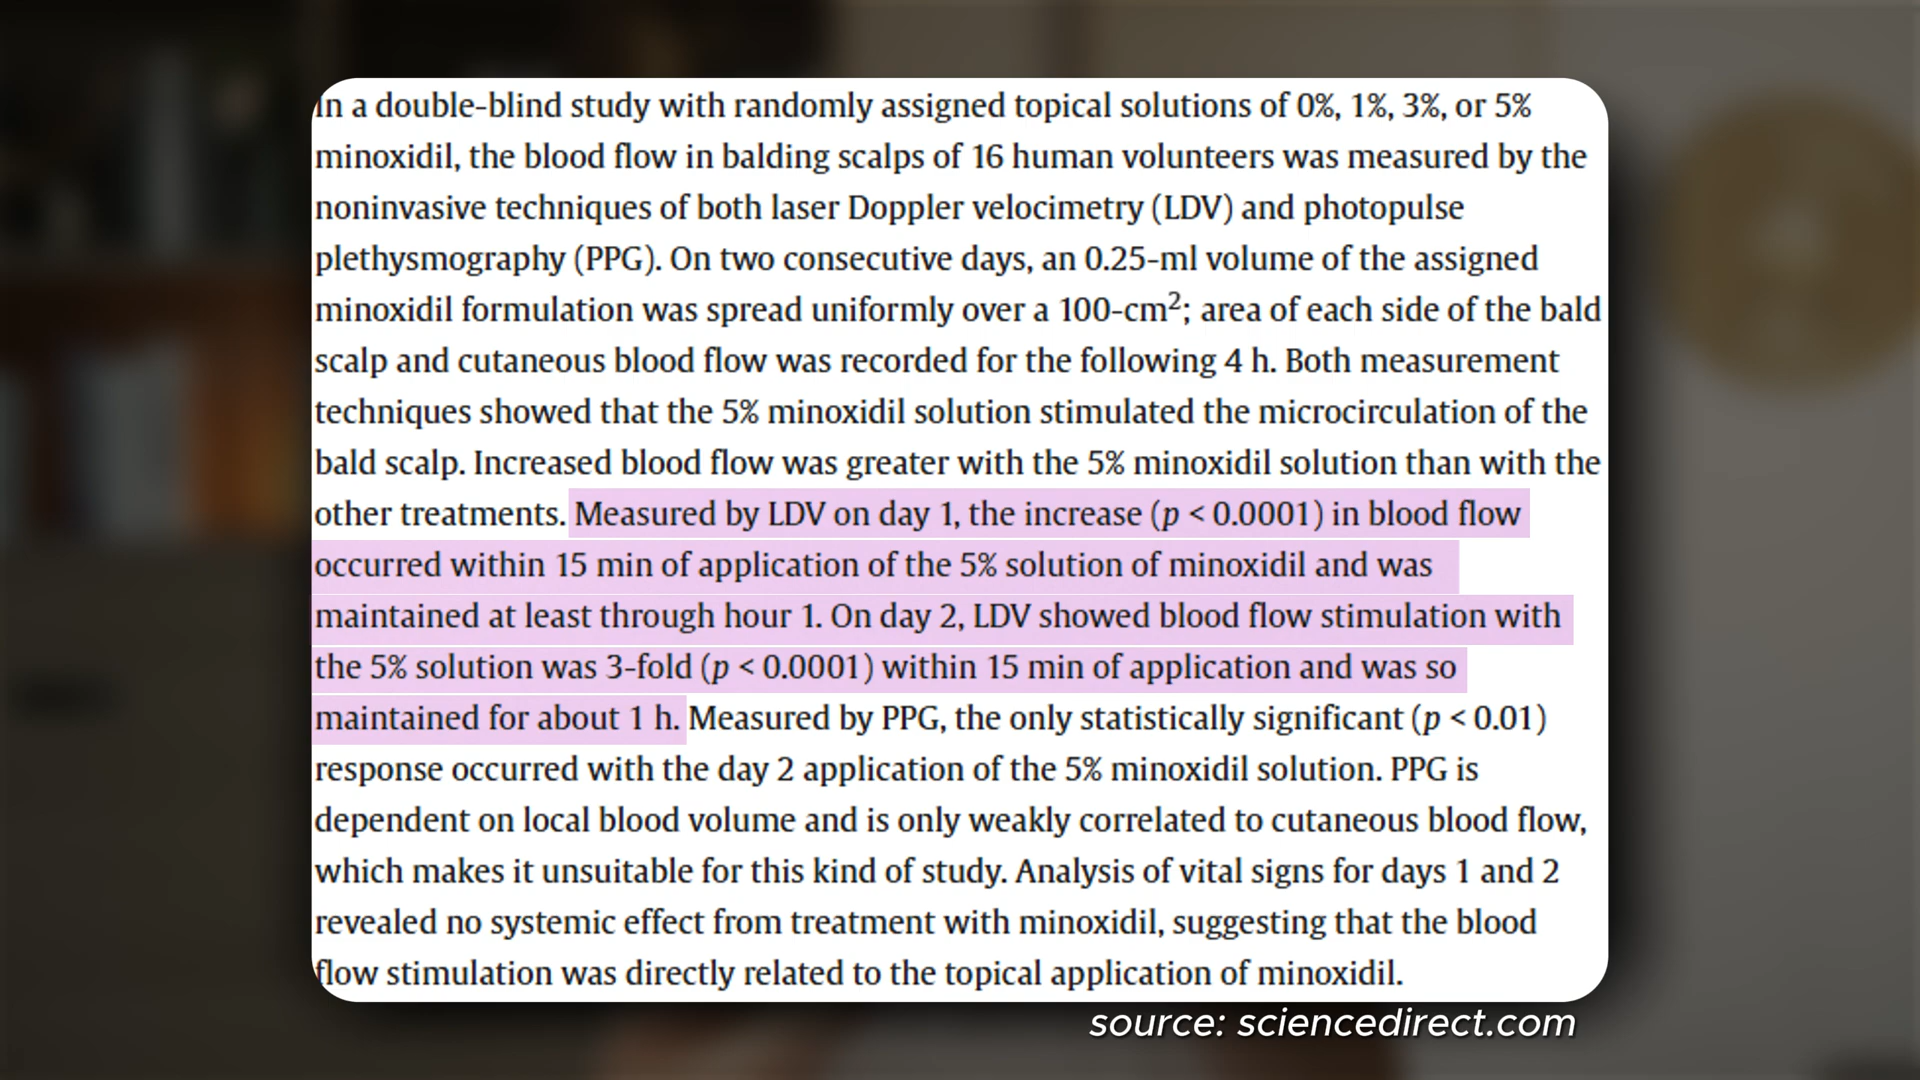 In a double-blind study with randomly assigned topical solutions of 0%, 1%, 3%, or 5%
minoxidil, the blood flow in balding scalps of 16 human volunteers was measured by the
noninvasive techniques of both laser Doppler velocimetry (LDV) and photopulse
plethysmography (PPG). On two consecutive days, an 0.25-ml volume of the assigned
minoxidil formulation was spread uniformly over a 100-cm²; area of each side of the bald
scalp and cutaneous blood flow was recorded for the following 4 h. Both measurement
techniques showed that the 5% minoxidil solution stimulated the microcirculation of the
bald scalp. Increased blood flow was greater with the 5% minoxidil solution than with the
other treatments. Measured by LDV on day 1, the increase (p < 0.0001) in blood flow
occurred within 15 min of application of the 5% solution of minoxidil and was
maintained at least through hour 1. On day 2, LDV showed blood flow stimulation with
the 5% solution was 3-fold (p < 0.0001) within 15 min of application and was so
maintained for about 1 h. Measured by PPG, the only statistically significant (p < 0.01)
response occurred with the day 2 application of the 5% minoxidil solution. PPG is
dependent on local blood volume and is only weakly correlated to cutaneous blood flow,
which makes it unsuitable for this kind of study. Analysis of vital signs for days 1 and 2
revealed no systemic effect from treatment with minoxidil, suggesting that the blood
flow stimulation was directly related to the topical application of minoxidil.
source: sciencedirect.com